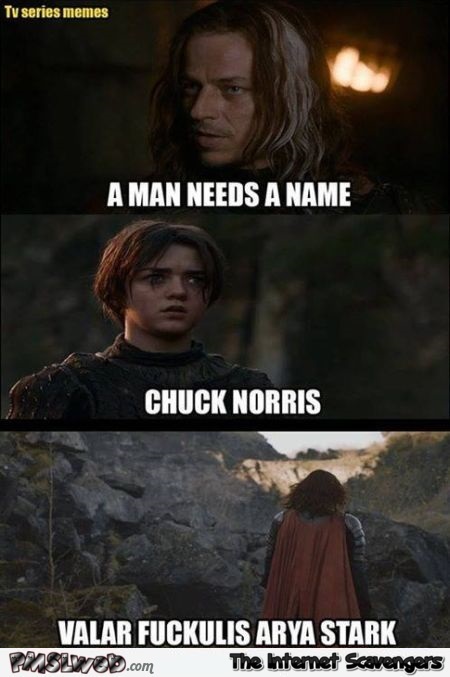 Tv series memes
A MAN NEEDS A NAME
CHUCK NORRIS
VALAR FUCKULIS ARYA STARK
PMSLWEB.com
The Internet Scavengers